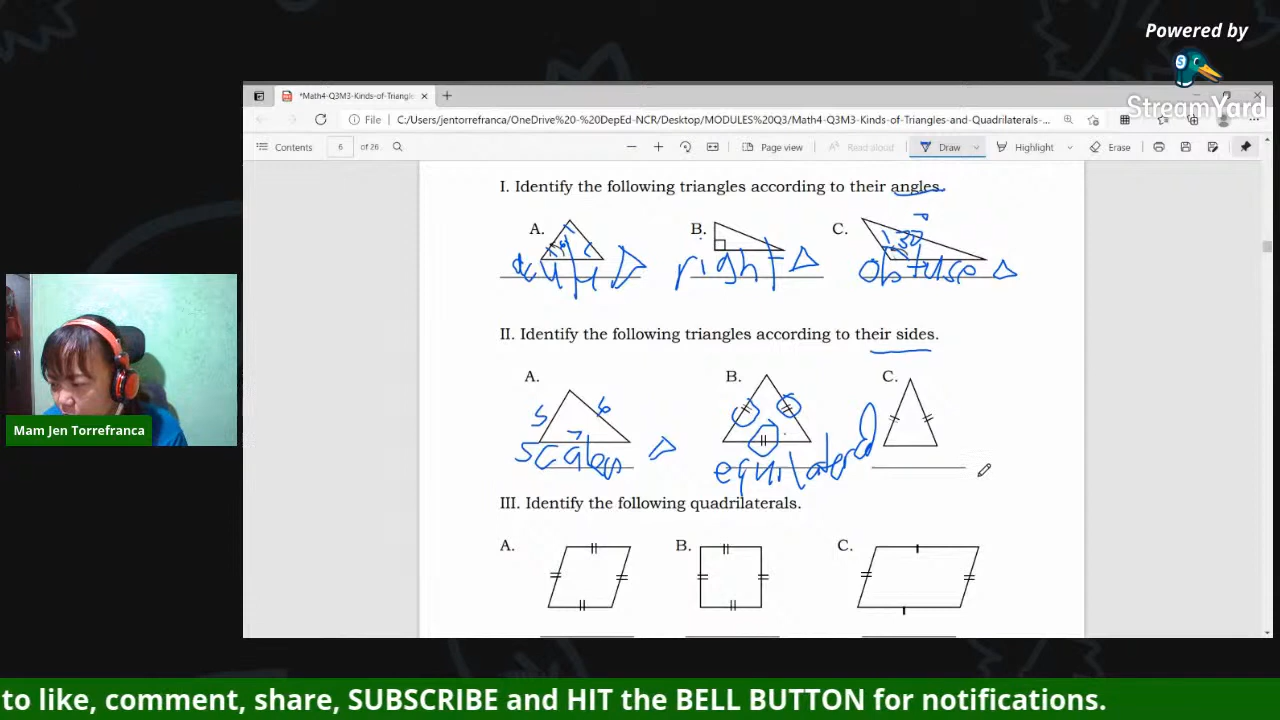 Powered by
StreamYard
*Math4-Q3M3-Kinds-of-Triangle
File
C:/Users/jentorrefranca/OneDrive%20-%20DepEd-NCR/Desktop/MODULES%20Q3/Math4-Q3M3-Kinds-of-Triangles-and-Quadrilaterals-...
Contents
6
of 26
Page view
Read aloud
Draw
Highlight
Erase
I. Identify the following triangles according to their angles.
A.
B.
C.
130
right
obtuse
II. Identify the following triangles according to their sides.
A.
B.
C.
5
6
7
equilateral
III. Identify the following quadrilaterals.
A.
B.
C.
Mam Jen Torrefranca
to like, comment, share, SUBSCRIBE and HIT the BELL BUTTON for notifications.